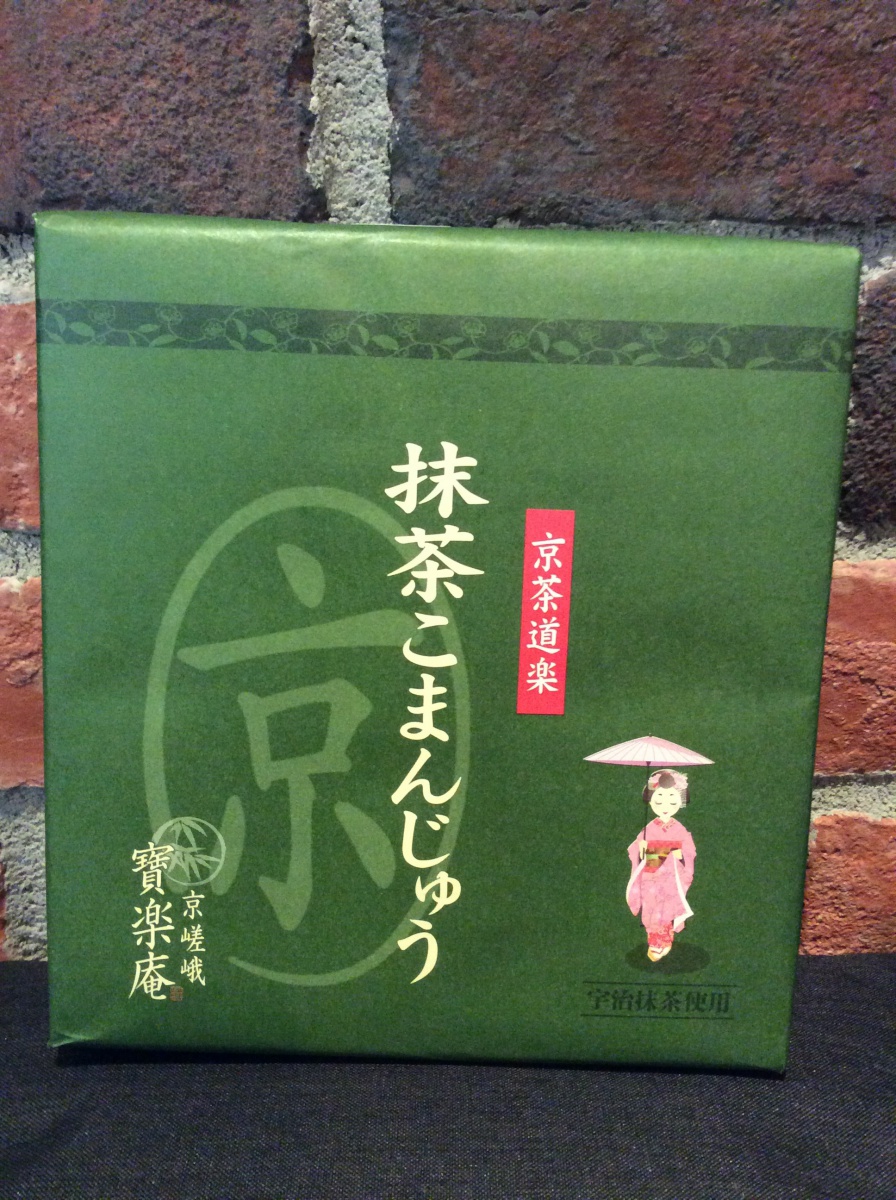 京茶道楽
抹茶こまんじゅう
京
京嵯峨
寶楽庵
宇治抹茶使用